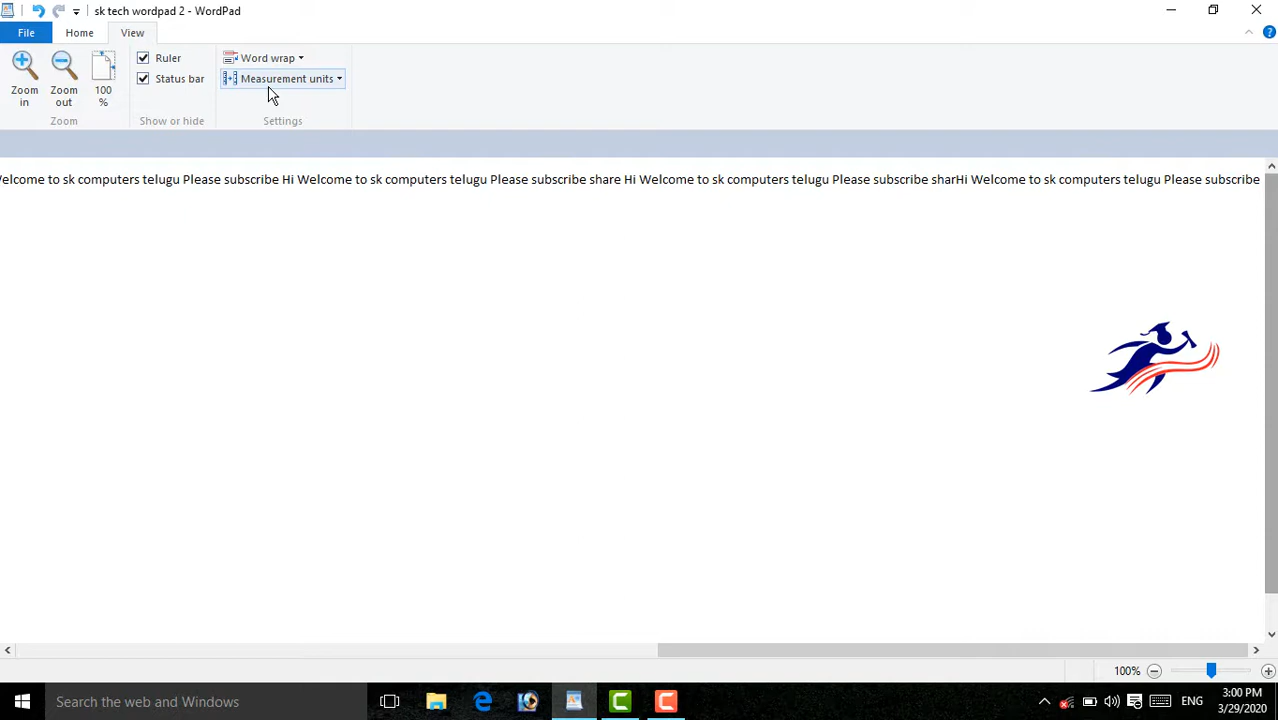 sk tech wordpad 2 - WordPad
File
Home
View
Zoom in
Zoom out
100 %
Zoom
Ruler
Status bar
Show or hide
Word wrap
Measurement units
Settings
Welcome to sk computers telugu Please subscribe Hi Welcome to sk computers telugu Please subscribe share Hi Welcome to sk computers telugu Please subscribe sharHi Welcome to sk computers telugu Please subscribe
100%
Search the web and Windows
ENG
3:00 PM
3/29/2020